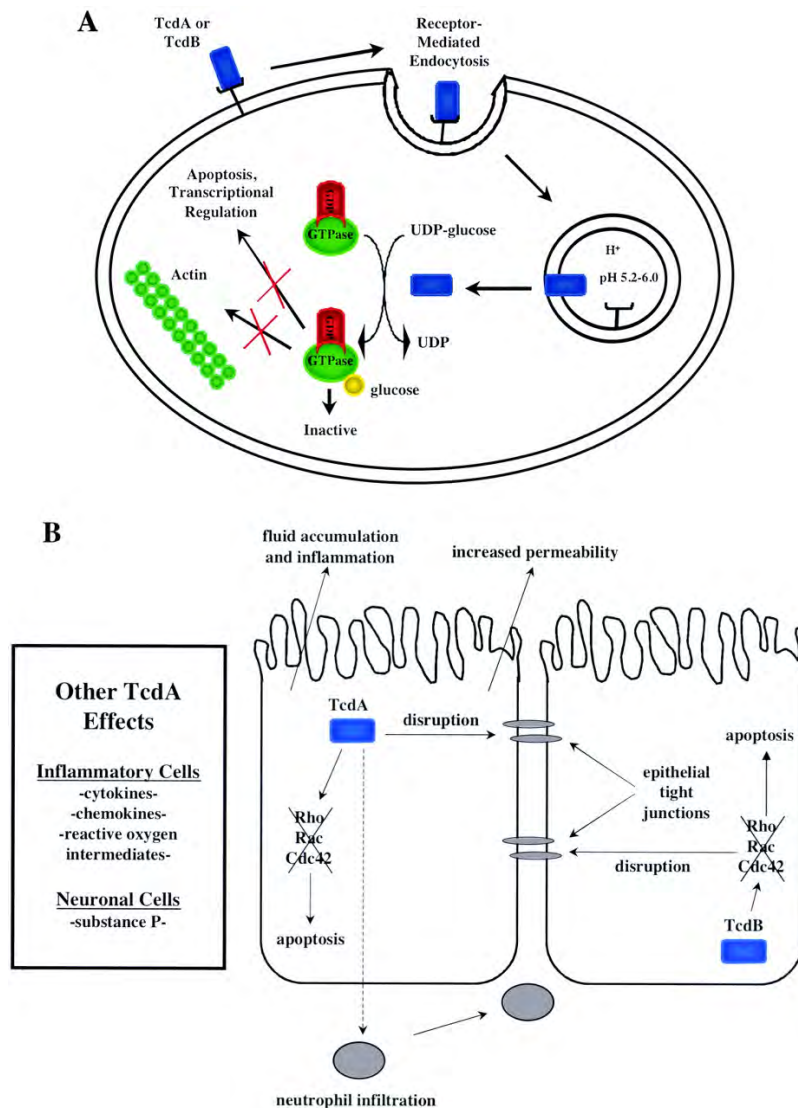 A
TcdA or
TcdB
Receptor-
Mediated
Endocytosis
Apoptosis,
Transcriptional
Regulation
GDP
GTPase
UDP-glucose
H+
pH 5.2-6.0
Actin
GDP
GTPase
UDP
glucose
Inactive
B
fluid accumulation
and inflammation
increased permeability
Other TcdA
Effects
Inflammatory Cells
-cytokines-
-chemokines-
-reactive oxygen
intermediates-
Neuronal Cells
-substance P-
TcdA
disruption
Rho
Rac
Cdc42
apoptosis
neutrophil infiltration
epithelial
tight
junctions
apoptosis
Rho
Rac
Cdc42
disruption
TcdB